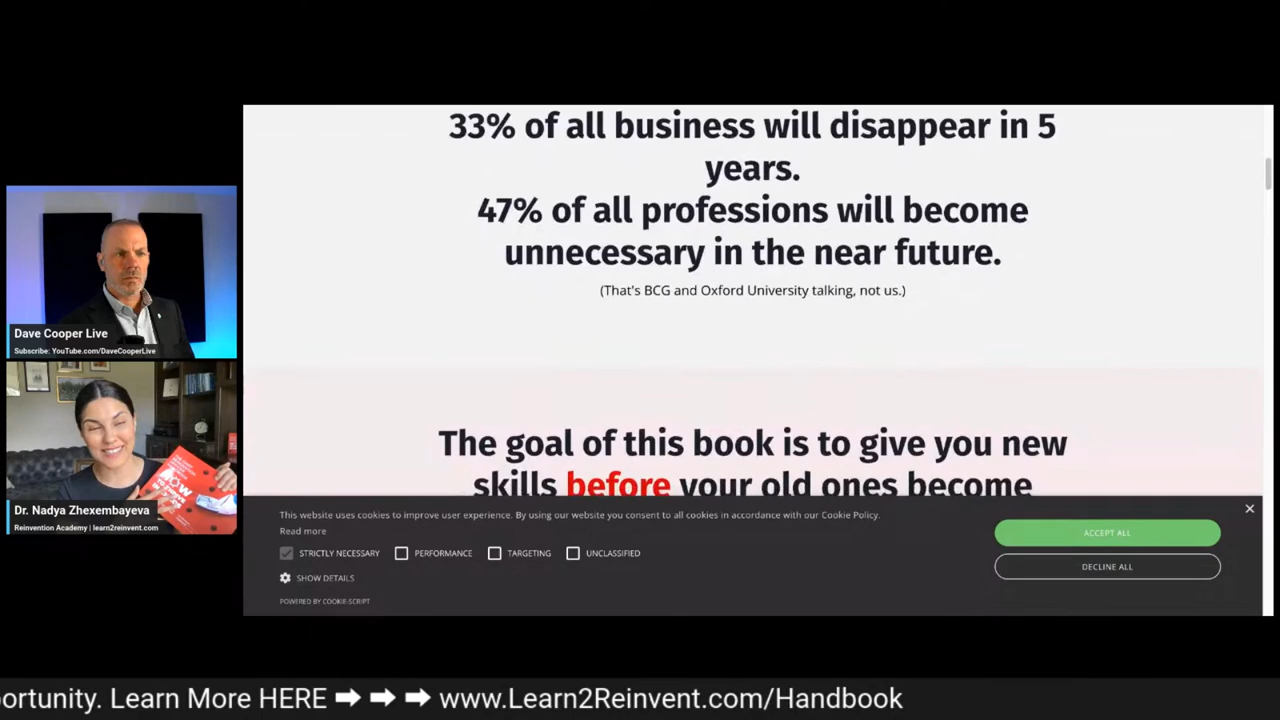 33% of all business will disappear in 5
years.
47% of all professions will become
unnecessary in the near future.
(That's BCG and Oxford University talking, not us.)
The goal of this book is to give you new
skills before your old ones become
Dave Cooper Live
Subscribe: YouTube.com/DaveCooperLive
Dr. Nadya Zhexembayeva
Reinvention Academy | learn2reinvent.com
This website uses cookies to improve user experience. By using our website you consent to all cookies in accordance with our Cookie Policy.
Read more
STRICTLY NECESSARY PERFORMANCE TARGETING UNCLASSIFIED
SHOW DETAILS
POWERED BY COOKIE-SCRIPT
×
ACCEPT ALL
DECLINE ALL
portunity. Learn More HERE ➡ ➡ ➡ www.Learn2Reinvent.com/Handbook